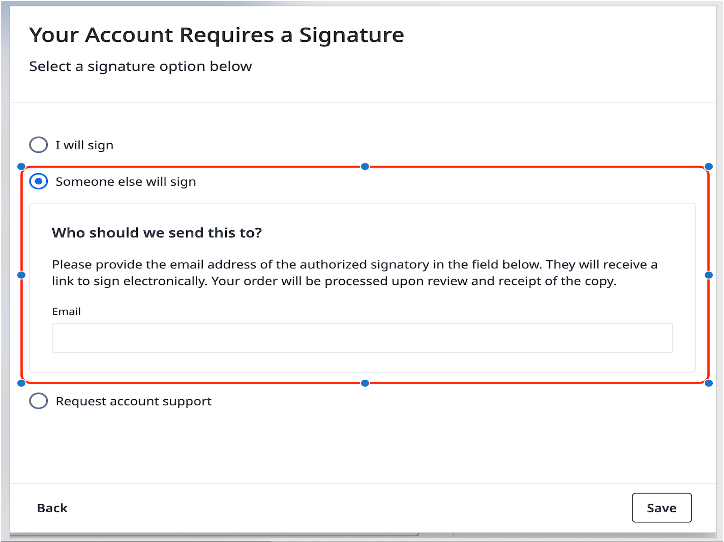 Your Account Requires a Signature
Select a signature option below
I will sign
Someone else will sign
Who should we send this to?
Please provide the email address of the authorized signatory in the field below. They will receive a
link to sign electronically. Your order will be processed upon review and receipt of the copy.
Email
Request account support
Back
Save